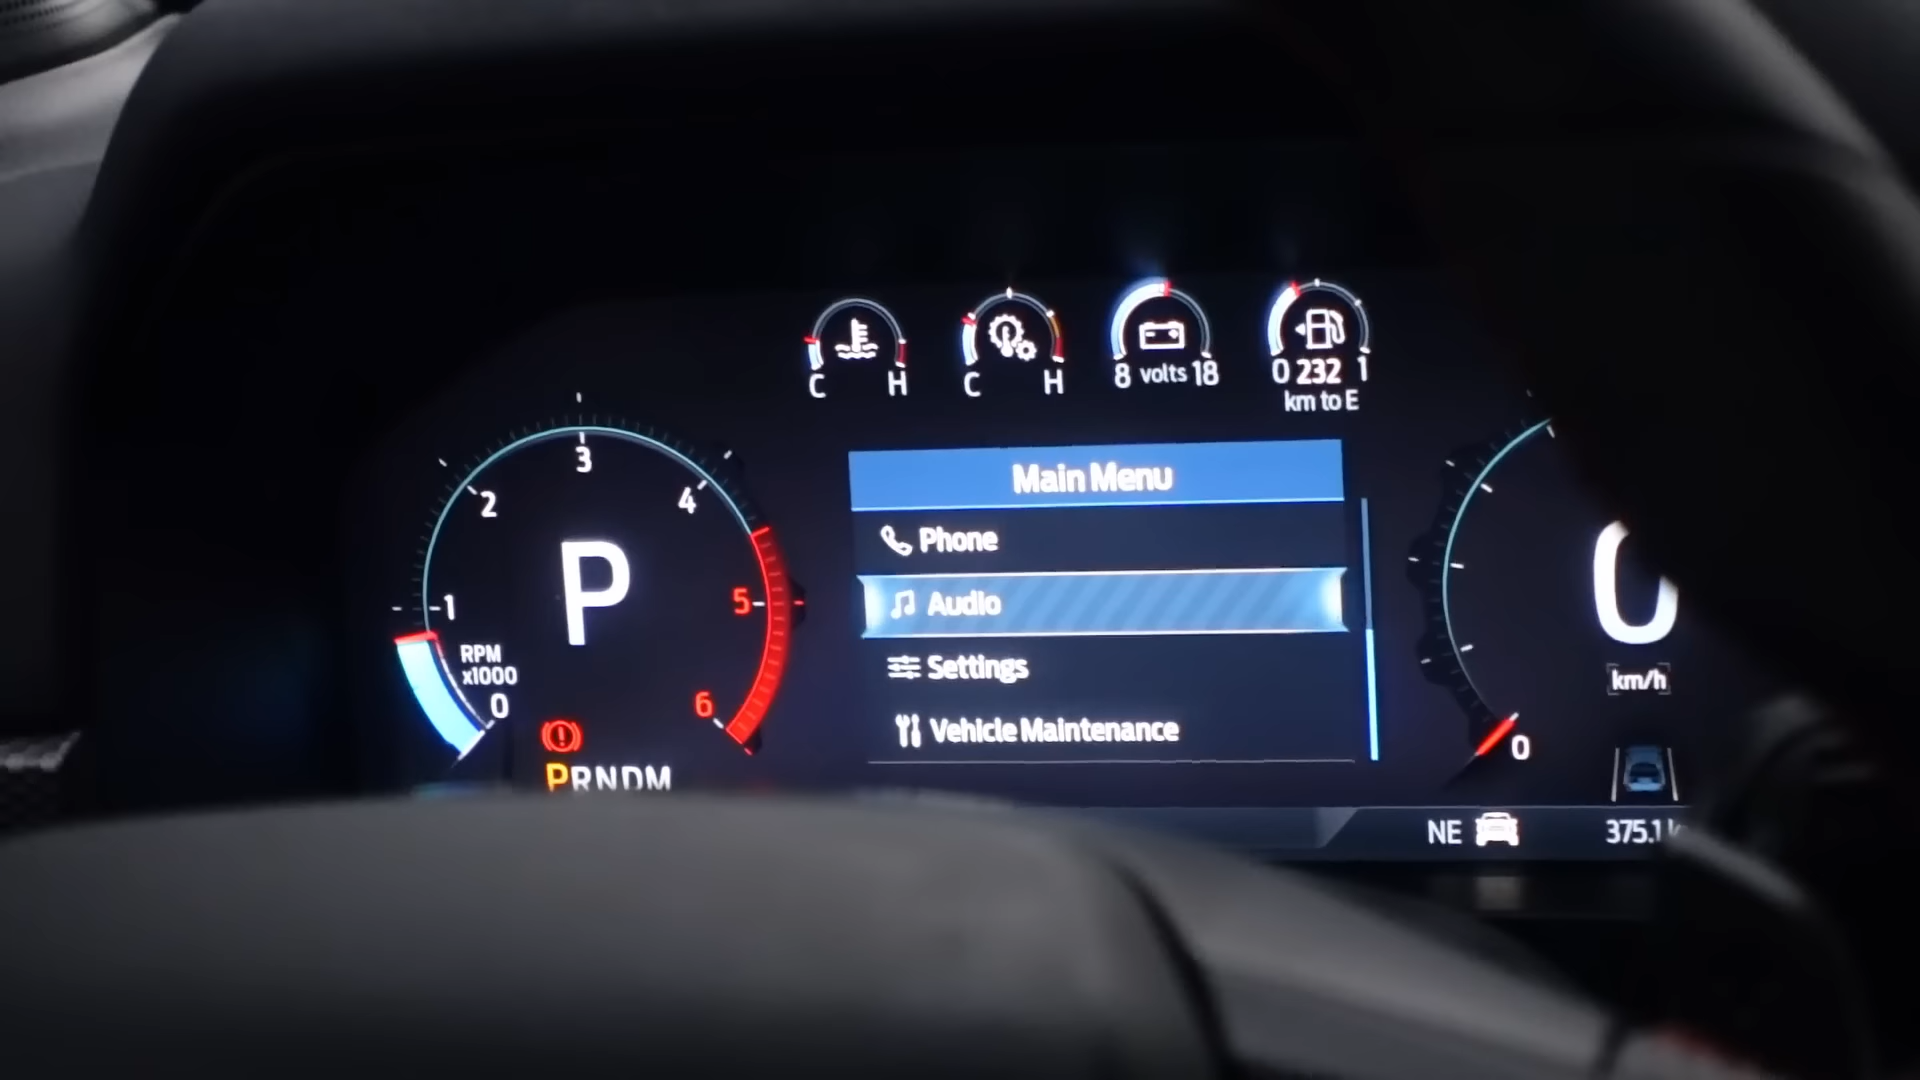 C H
C H
8 volts 18
0 232 1
km to E
3
2
4
1
5
RPM
x1000
0
6
P
PRNDM
Main Menu
Phone
Audio
Settings
Vehicle Maintenance
0
km/h
0
NE
375.1